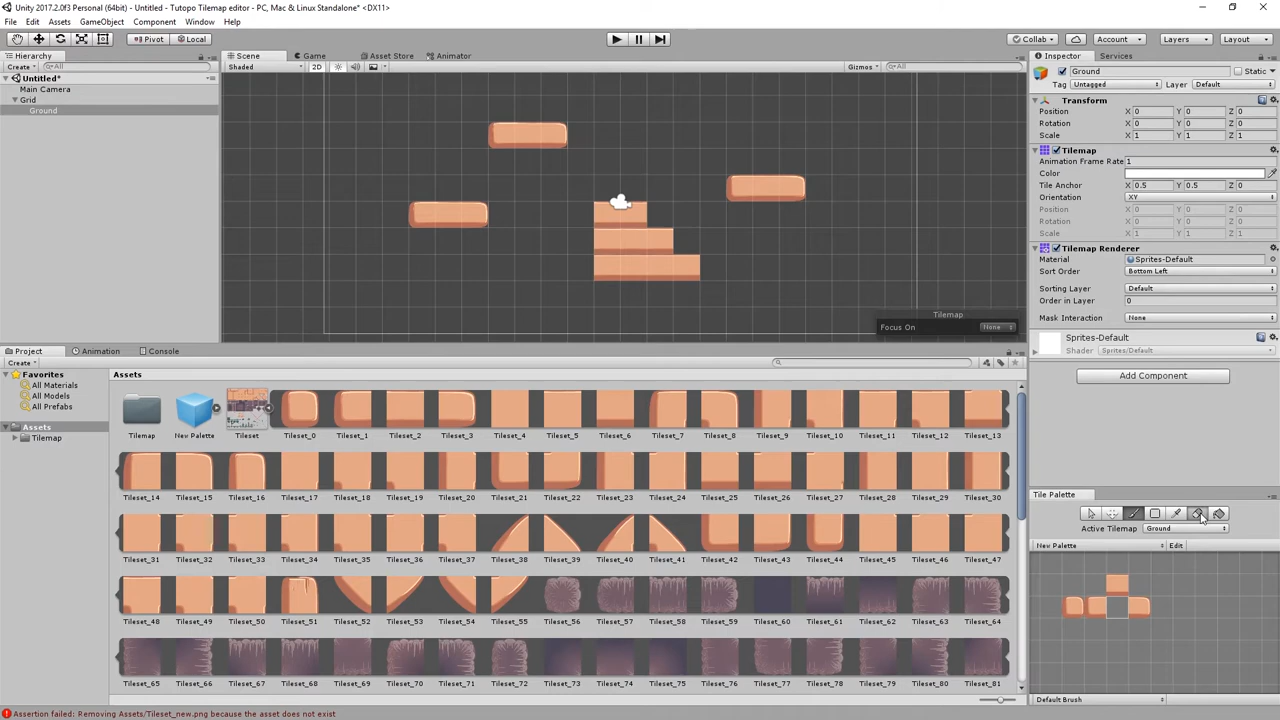 Unity 2017.2.0f3 Personal (64bit) - Untitled - Tutopo Tilemap editor - PC, Mac & Linux Standalone* <DX11>
File Edit Assets GameObject Component Window Help
Pivot Local Collab Account Layers Layout
Hierarchy Scene Game Asset Store Animator Inspector Services
Create All Shaded 2D Gizmos All Ground Static
Untitled*
Main Camera
Grid
Ground
Tag Untagged Layer Default
Transform
Position X 0 Y 0 Z 0
Rotation X 0 Y 0 Z 0
Scale X 1 Y 1 Z 1
Tilemap
Animation Frame Rate 1
Color
Tile Anchor X 0.5 Y 0.5 Z 0
Orientation XY
Position X 0 Y 0 Z 0
Rotation X 0 Y 0 Z 0
Scale X 1 Y 1 Z 1
Tilemap Renderer
Material Sprites-Default
Sort Order Bottom Left
Sorting Layer Default
Order in Layer 0
Mask Interaction None
Tilemap
Focus On None
Sprites-Default
Shader Sprites/Default
Add Component
Project Animation Console
Create
Favorites
All Materials
All Models
All Prefabs
Assets
Tilemap
Assets
Tilemap New Palette Tileset Tileset_0 Tileset_1 Tileset_2 Tileset_3 Tileset_4 Tileset_5 Tileset_6 Tileset_7 Tileset_8 Tileset_9 Tileset_10 Tileset_11 Tileset_12 Tileset_13
Tileset_14 Tileset_15 Tileset_16 Tileset_17 Tileset_18 Tileset_19 Tileset_20 Tileset_21 Tileset_22 Tileset_23 Tileset_24 Tileset_25 Tileset_26 Tileset_27 Tileset_28 Tileset_29 Tileset_30
Tileset_31 Tileset_32 Tileset_33 Tileset_34 Tileset_35 Tileset_36 Tileset_37 Tileset_38 Tileset_39 Tileset_40 Tileset_41 Tileset_42 Tileset_43 Tileset_44 Tileset_45 Tileset_46 Tileset_47
Tileset_48 Tileset_49 Tileset_50 Tileset_51 Tileset_52 Tileset_53 Tileset_54 Tileset_55 Tileset_56 Tileset_57 Tileset_58 Tileset_59 Tileset_60 Tileset_61 Tileset_62 Tileset_63 Tileset_64
Tileset_65 Tileset_66 Tileset_67 Tileset_68 Tileset_69 Tileset_70 Tileset_71 Tileset_72 Tileset_73 Tileset_74 Tileset_75 Tileset_76 Tileset_77 Tileset_78 Tileset_79 Tileset_80 Tileset_81
Tile Palette
Active Tilemap Ground
New Palette Edit
Default Brush
Assertion failed: Removing Assets/Tileset_new.png because the asset does not exist